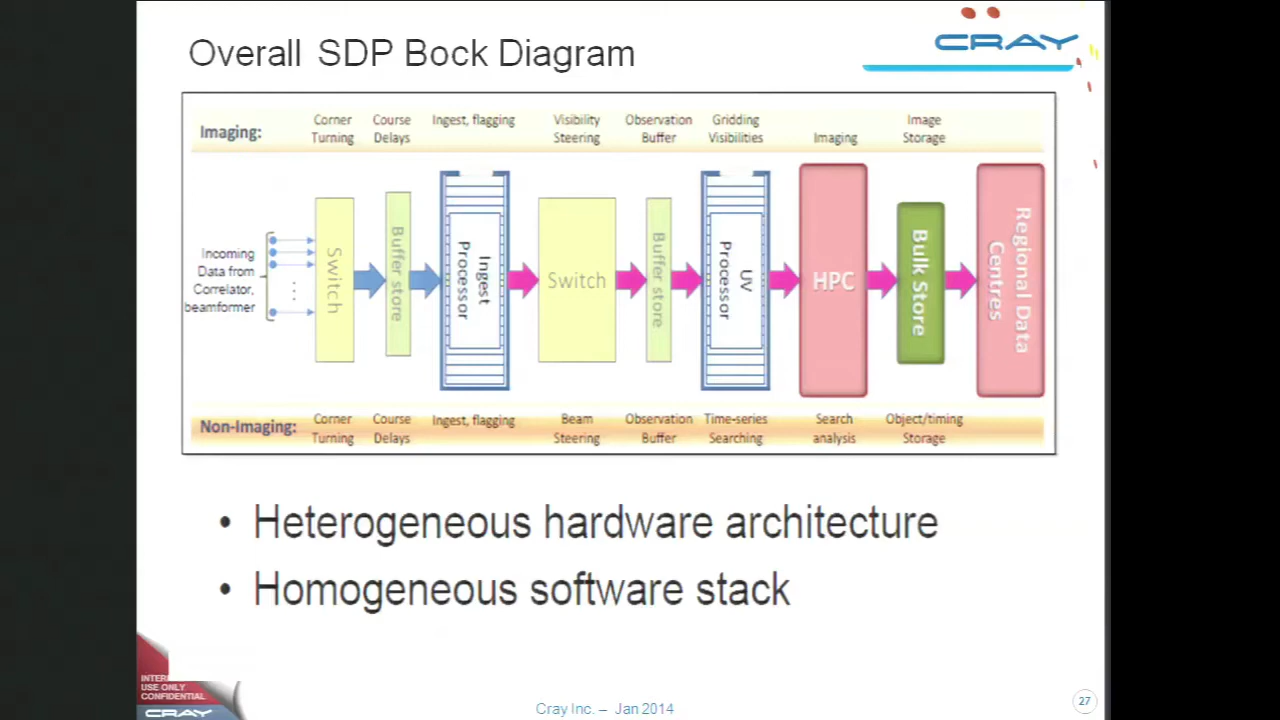 Overall SDP Bock Diagram
CRAY
Imaging:
Corner
Turning
Course
Delays
Ingest, flagging
Visibility
Steering
Observation
Buffer
Gridding
Visibilities
Imaging
Image
Storage
Incoming
Data from
Correlator,
beamformer
Switch
Buffer store
Ingest
Processor
Switch
Buffer store
UV
Processor
HPC
Bulk Store
Regional Data
Centres
Non-Imaging:
Corner
Turning
Course
Delays
Ingest, flagging
Beam
Steering
Observation
Buffer
Time-series
Searching
Search
analysis
Object/timing
Storage
• Heterogeneous hardware architecture
• Homogeneous software stack
USE ONLY
CONFIDENTIAL
CRAY
Cray Inc. – Jan 2014
27